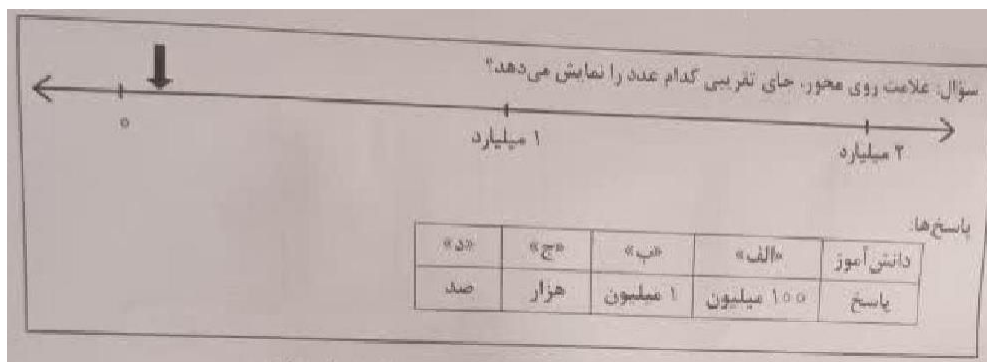 سؤال: علامت روی محور، جای تقریبی کدام عدد را نمایش می‌دهد؟
۰ ۱ میلیارد ۲ میلیارد
پاسخ‌ها:
دانش‌آموز «الف» «ب» «ج» «د»
پاسخ ۱۰۰ میلیون ۱ میلیون هزار صد